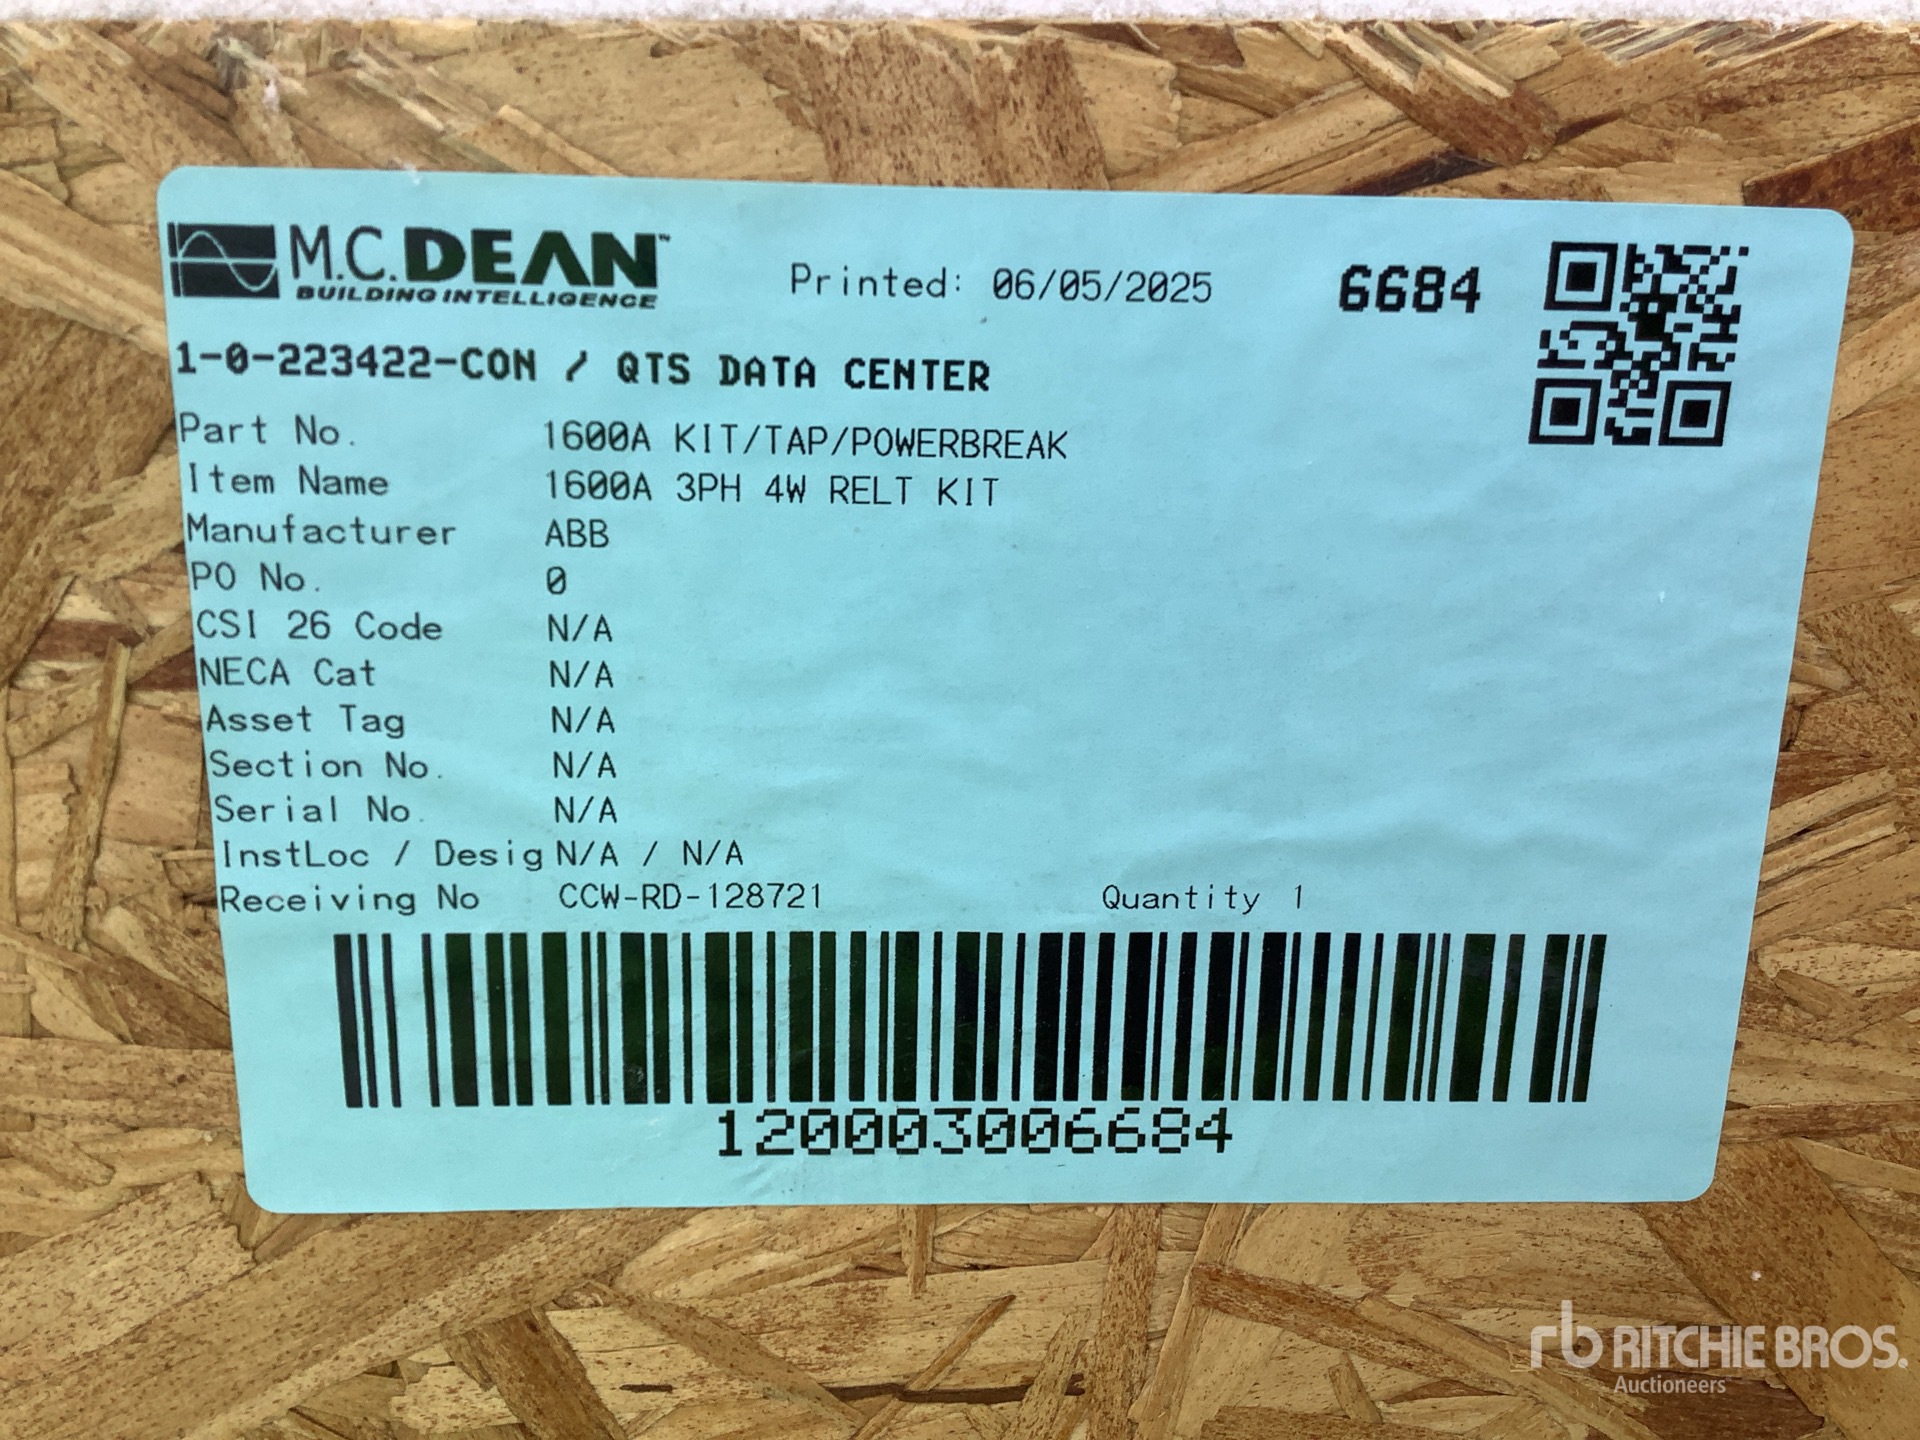 M.C. DEAN™
BUILDING INTELLIGENCE
Printed: 06/05/2025
6684
1-0-223422-CON / QTS DATA CENTER
Part No. 1600A KIT/TAP/POWERBREAK
Item Name 1600A 3PH 4W RELT KIT
Manufacturer ABB
PO No. 0
CSI 26 Code N/A
NECA Cat N/A
Asset Tag N/A
Section No. N/A
Serial No. N/A
InstLoc / Desig N/A / N/A
Receiving No CCW-RD-128721 Quantity 1
120003006684
rb RITCHIE BROS.
Auctioneers